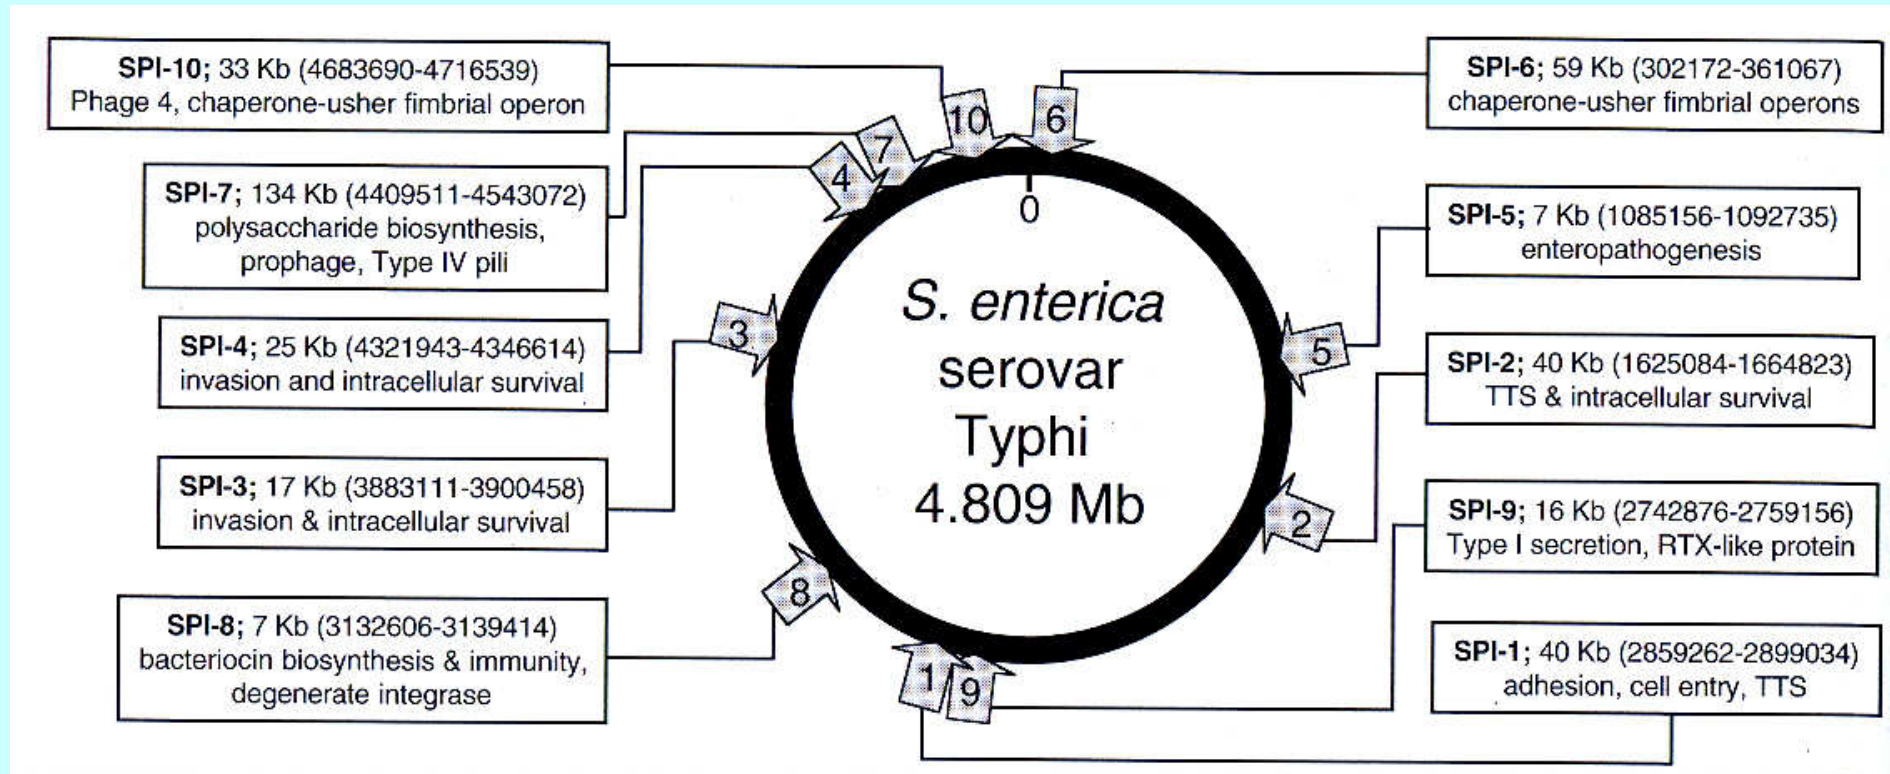 SPI-10; 33 Kb (4683690-4716539)
Phage 4, chaperone-usher fimbrial operon
SPI-7; 134 Kb (4409511-4543072)
polysaccharide biosynthesis,
prophage, Type IV pili
SPI-4; 25 Kb (4321943-4346614)
invasion and intracellular survival
SPI-3; 17 Kb (3883111-3900458)
invasion & intracellular survival
SPI-8; 7 Kb (3132606-3139414)
bacteriocin biosynthesis & immunity,
degenerate integrase
10
6
7
4
3
8
1
9
2
5
0
S. enterica
serovar
Typhi
4.809 Mb
SPI-6; 59 Kb (302172-361067)
chaperone-usher fimbrial operons
SPI-5; 7 Kb (1085156-1092735)
enteropathogenesis
SPI-2; 40 Kb (1625084-1664823)
TTS & intracellular survival
SPI-9; 16 Kb (2742876-2759156)
Type I secretion, RTX-like protein
SPI-1; 40 Kb (2859262-2899034)
adhesion, cell entry, TTS